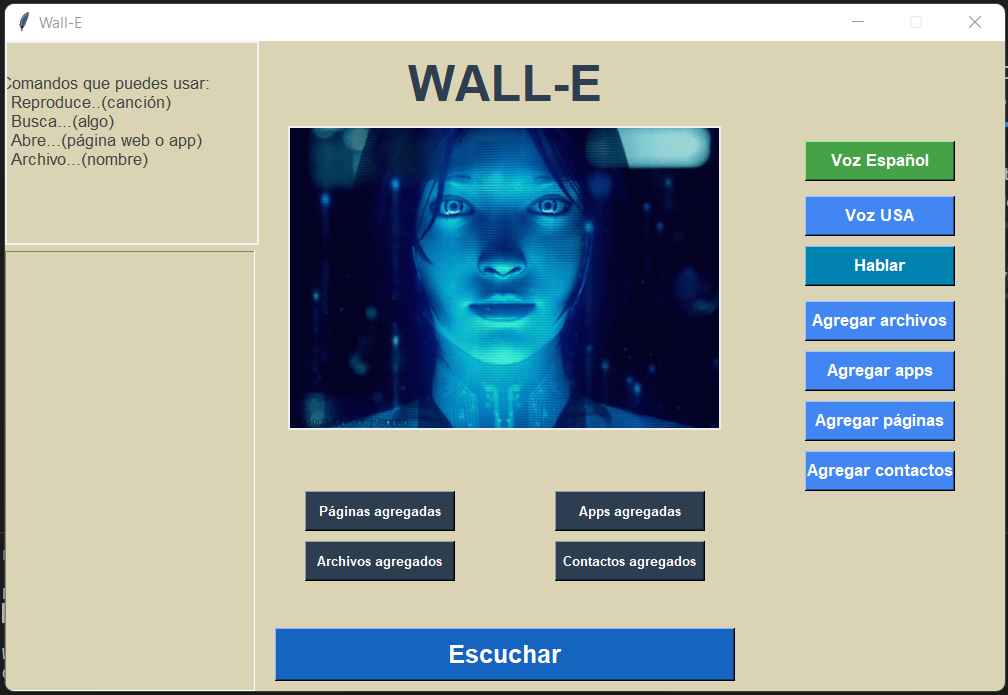 Wall-E
Comandos que puedes usar:
Reproduce..(canción)
Busca...(algo)
Abre...(página web o app)
Archivo...(nombre)
WALL-E
Voz Español
Voz USA
Hablar
Agregar archivos
Agregar apps
Agregar páginas
Agregar contactos
Páginas agregadas
Apps agregadas
Archivos agregados
Contactos agregados
Escuchar